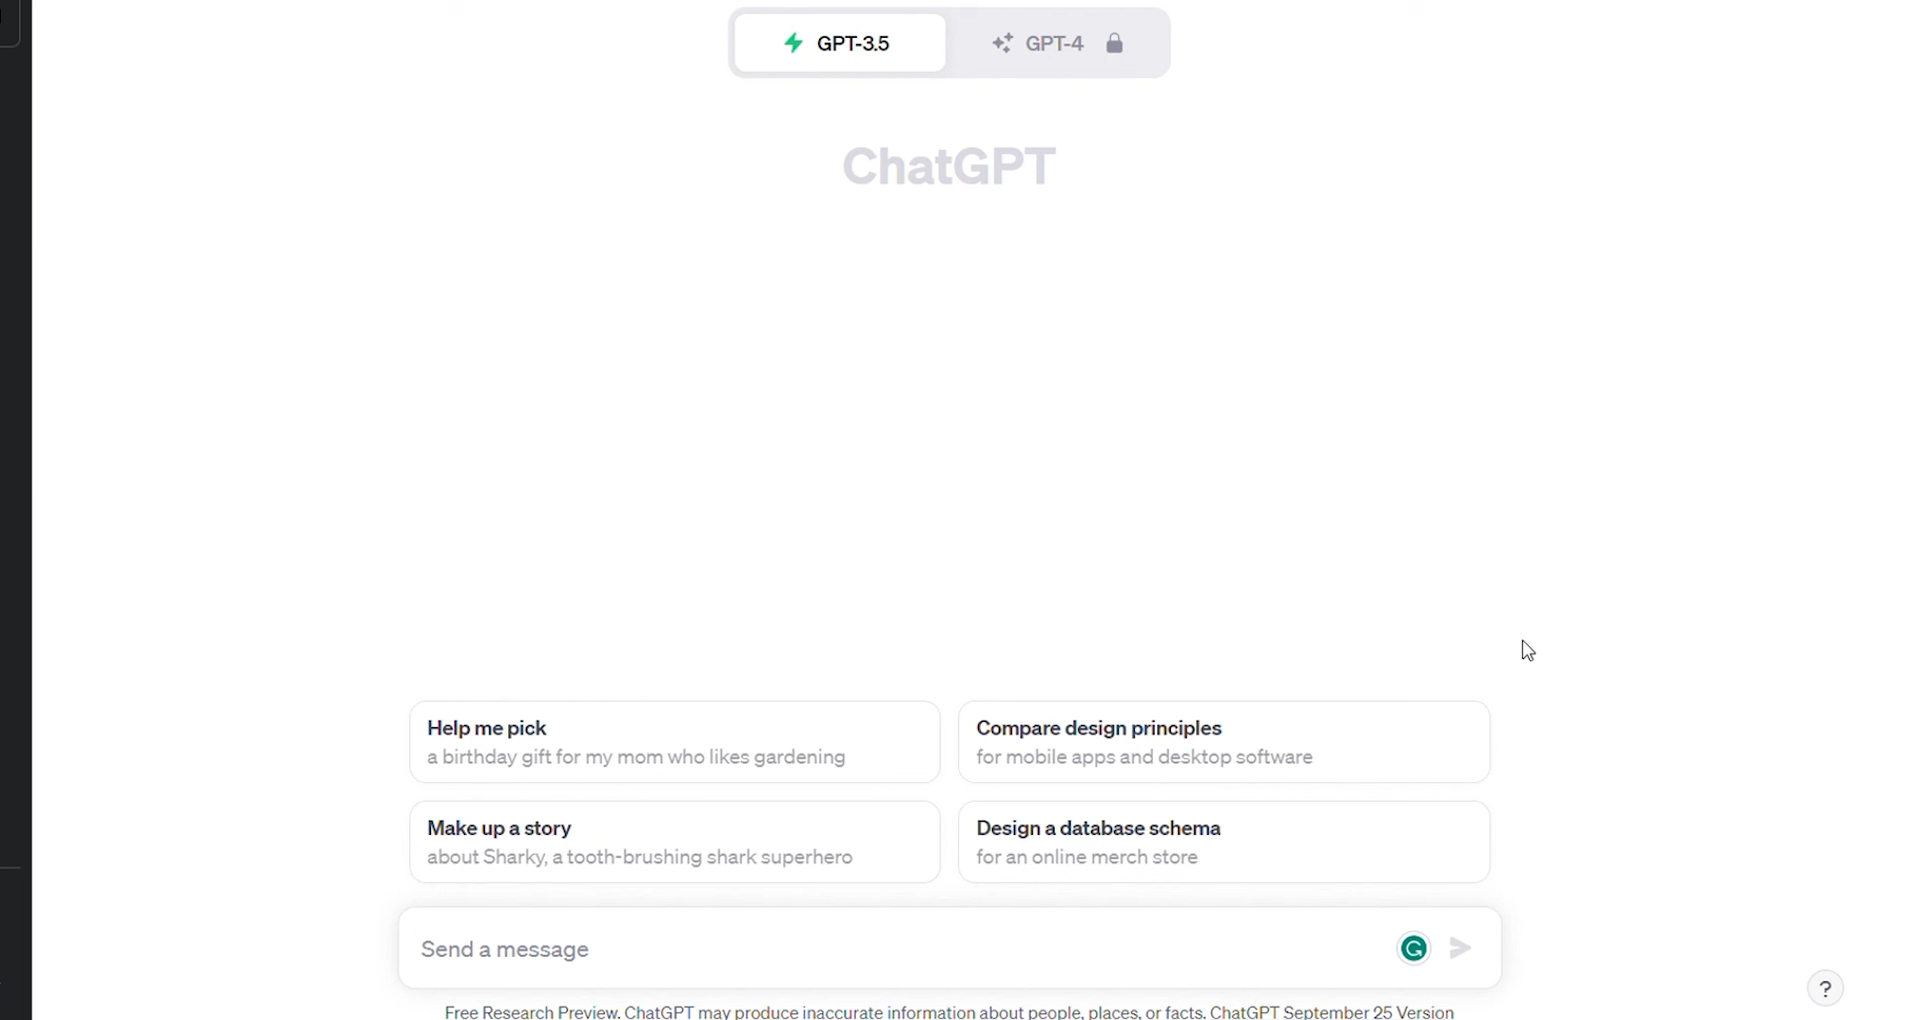 GPT-3.5
GPT-4
ChatGPT
Help me pick
a birthday gift for my mom who likes gardening
Compare design principles
for mobile apps and desktop software
Make up a story
about Sharky, a tooth-brushing shark superhero
Design a database schema
for an online merch store
Send a message
?
Free Research Preview. ChatGPT may produce inaccurate information about people, places, or facts. ChatGPT September 25 Version